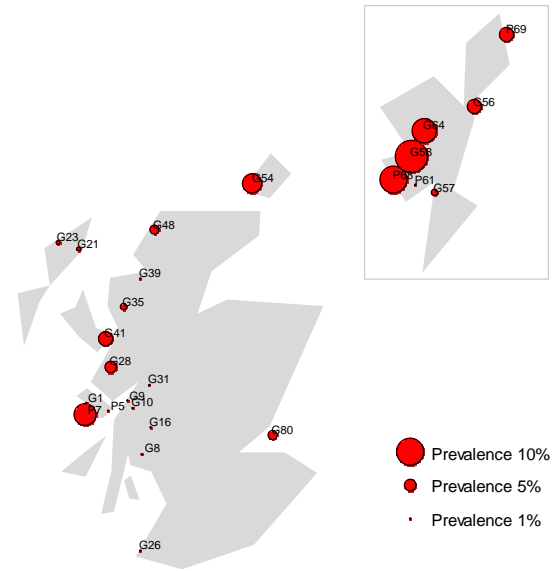 P69
G56
G64
G58
P68
P61
G57
G54
G48
G23
G21
G39
G35
G41
G28
G31
G1
G9
P7
P5
G10
G16
G80
G8
Prevalence 10%
Prevalence 5%
Prevalence 1%
G26